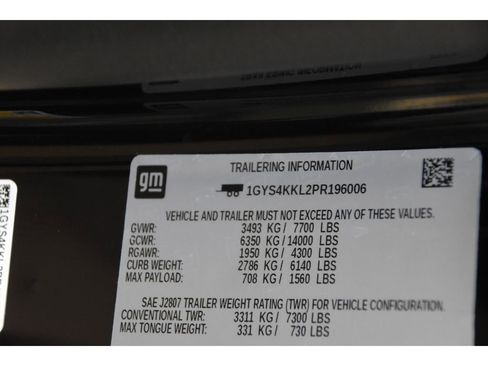 TRAILERING INFORMATION
gm
1GYS4KKL2PR196006
VEHICLE AND TRAILER MUST NOT EXCEED ANY OF THESE VALUES.
GVWR: 3493 KG / 7700 LBS
GCWR: 6350 KG / 14000 LBS
RGAWR: 1950 KG / 4300 LBS
CURB WEIGHT: 2786 KG / 6140 LBS
MAX PAYLOAD: 708 KG / 1560 LBS
SAE J2807 TRAILER WEIGHT RATING (TWR) FOR VEHICLE CONFIGURATION.
CONVENTIONAL TWR: 3311 KG / 7300 LBS
MAX TONGUE WEIGHT: 331 KG / 730 LBS
1GYS4KKL2PR